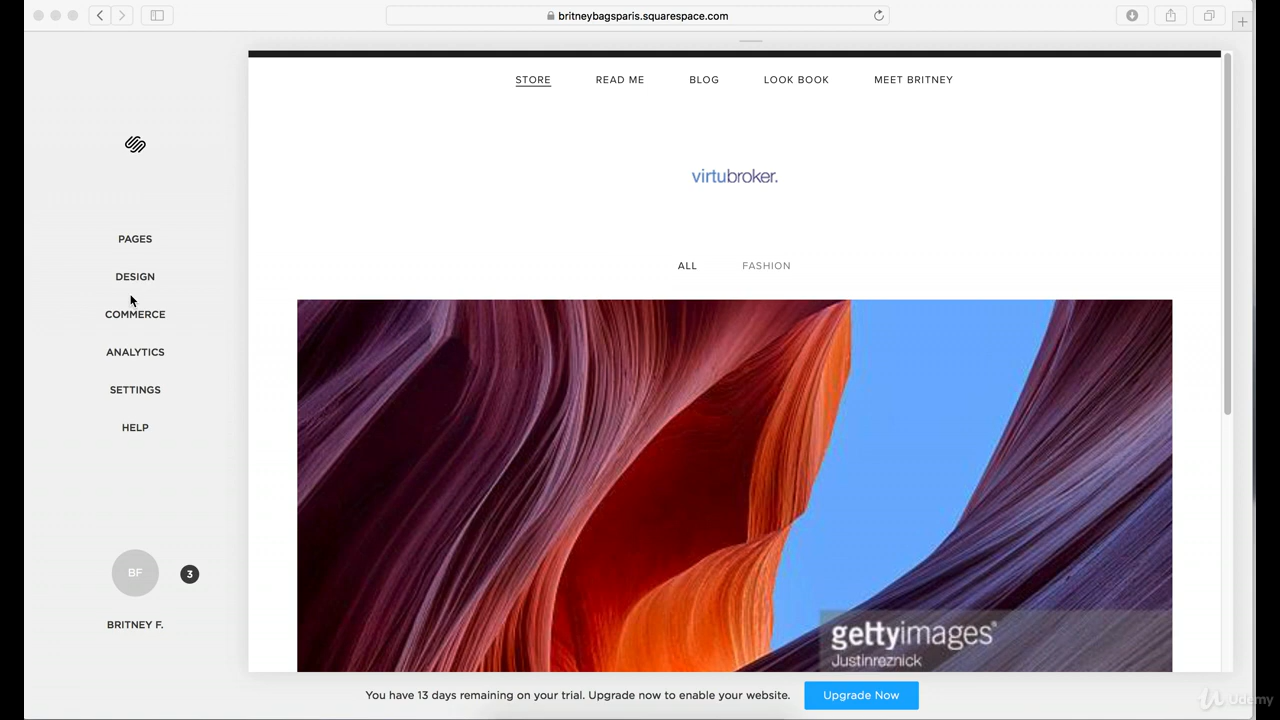 britneybagsparis.squarespace.com
STORE READ ME BLOG LOOK BOOK MEET BRITNEY
virtubroker.
ALL FASHION
PAGES
DESIGN
COMMERCE
ANALYTICS
SETTINGS
HELP
BF
3
BRITNEY F.
gettyimages®
Justinreznick
You have 13 days remaining on your trial. Upgrade now to enable your website. Upgrade Now
Udemy